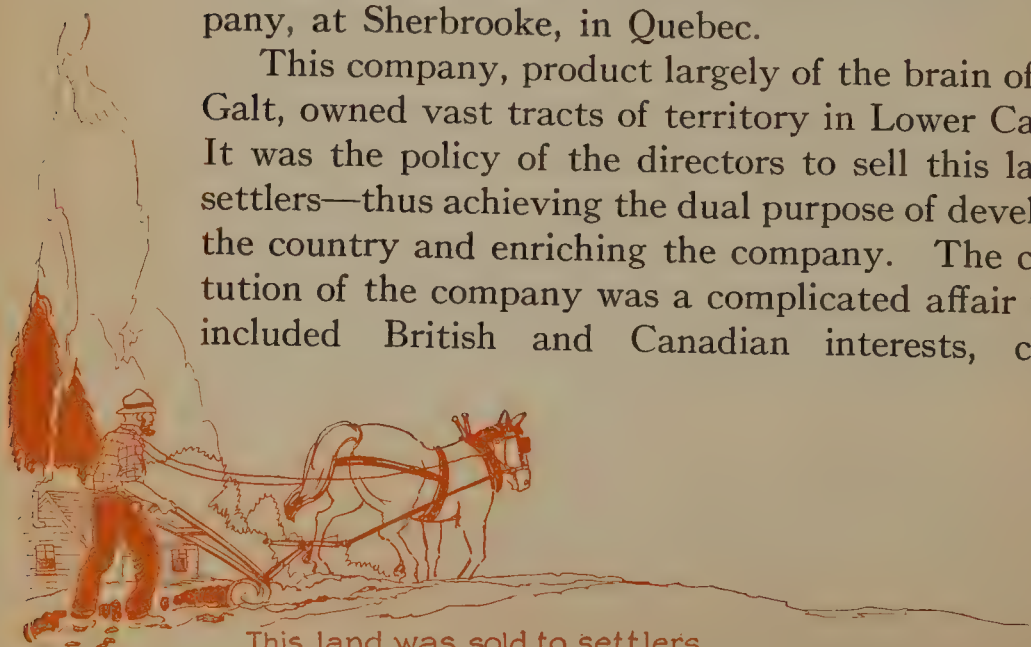 pany, at Sherbrooke, in Quebec.
This company, product largely of the brain of
Galt, owned vast tracts of territory in Lower Ca
It was the policy of the directors to sell this la
settlers—thus achieving the dual purpose of devel
the country and enriching the company. The c
tution of the company was a complicated affair
included British and Canadian interests, c
This land was sold to settlers